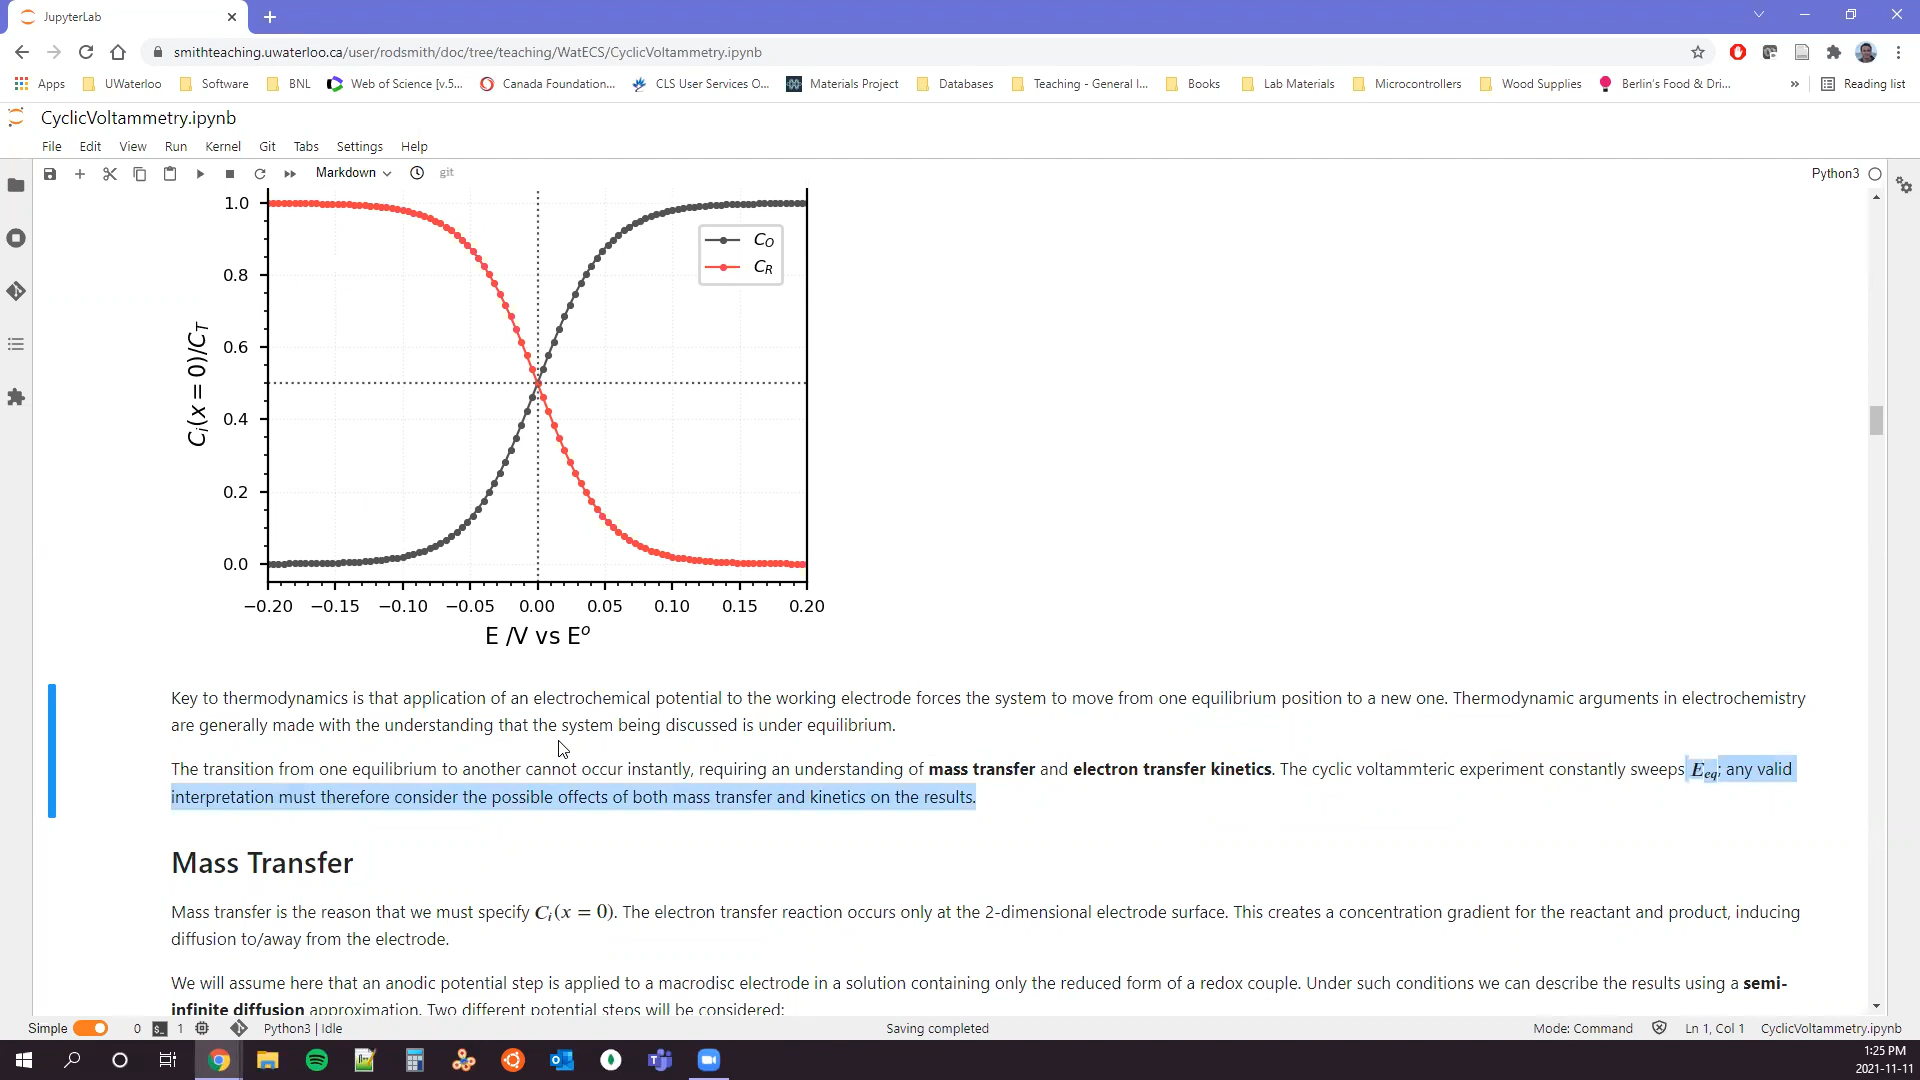 JupyterLab
smithteaching.uwaterloo.ca/user/rodsmith/doc/tree/teaching/WatECS/CyclicVoltammetry.ipynb
Apps UWaterloo Software BNL Web of Science [v.5... Canada Foundation... CLS User Services O... Materials Project Databases Teaching - General I... Books Lab Materials Microcontrollers Wood Supplies Berlin's Food & Dri... » Reading list
CyclicVoltammetry.ipynb
File Edit View Run Kernel Git Tabs Settings Help
Markdown git Python3
1.0
0.8
0.6
0.4
0.2
0.0
C_i(x = 0)/C_T
C_O
C_R
−0.20 −0.15 −0.10 −0.05 0.00 0.05 0.10 0.15 0.20
E /V vs E^o
Key to thermodynamics is that application of an electrochemical potential to the working electrode forces the system to move from one equilibrium position to a new one. Thermodynamic arguments in electrochemistry
are generally made with the understanding that the system being discussed is under equilibrium.
The transition from one equilibrium to another cannot occur instantly, requiring an understanding of mass transfer and electron transfer kinetics. The cyclic voltammteric experiment constantly sweeps E_eq; any valid
interpretation must therefore consider the possible effects of both mass transfer and kinetics on the results.
Mass Transfer
Mass transfer is the reason that we must specify C_i(x = 0). The electron transfer reaction occurs only at the 2-dimensional electrode surface. This creates a concentration gradient for the reactant and product, inducing
diffusion to/away from the electrode.
We will assume here that an anodic potential step is applied to a macrodisc electrode in a solution containing only the reduced form of a redox couple. Under such conditions we can describe the results using a semi-
infinite diffusion approximation. Two different potential steps will be considered:
Simple 0 1 Python3 | Idle Saving completed Mode: Command Ln 1, Col 1 CyclicVoltammetry.ipynb
1:25 PM
2021-11-11